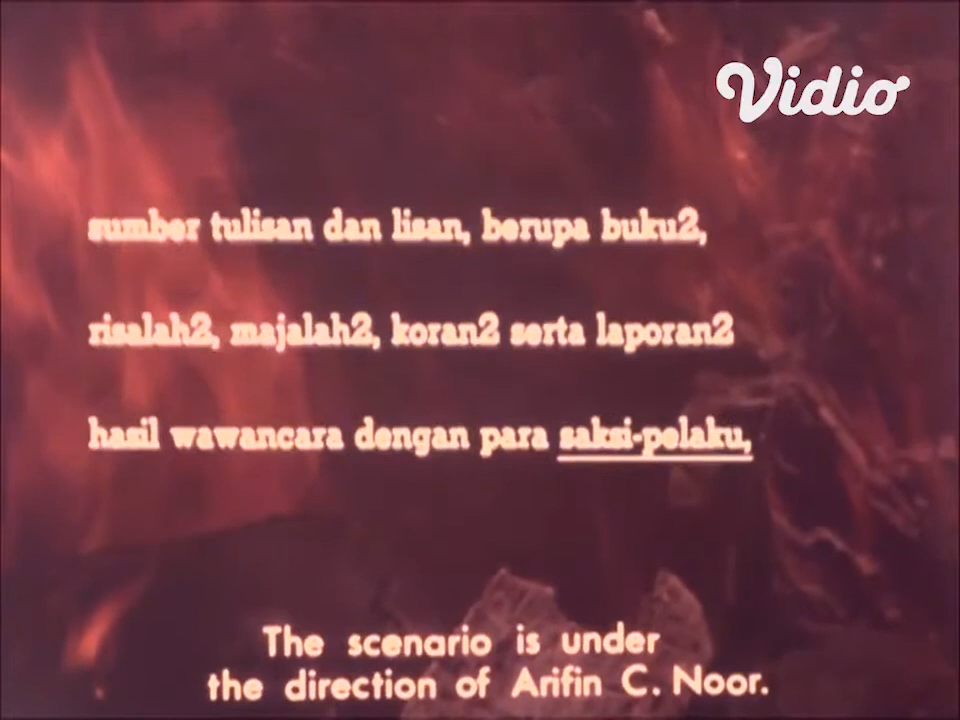 Vidio
sumber tulisan dan lisan, berupa buku2,
risalah2, majalah2, koran2 serta laporan2
hasil wawancara dengan para saksi-pelaku,
The scenario is under
the direction of Arifin C. Noor.